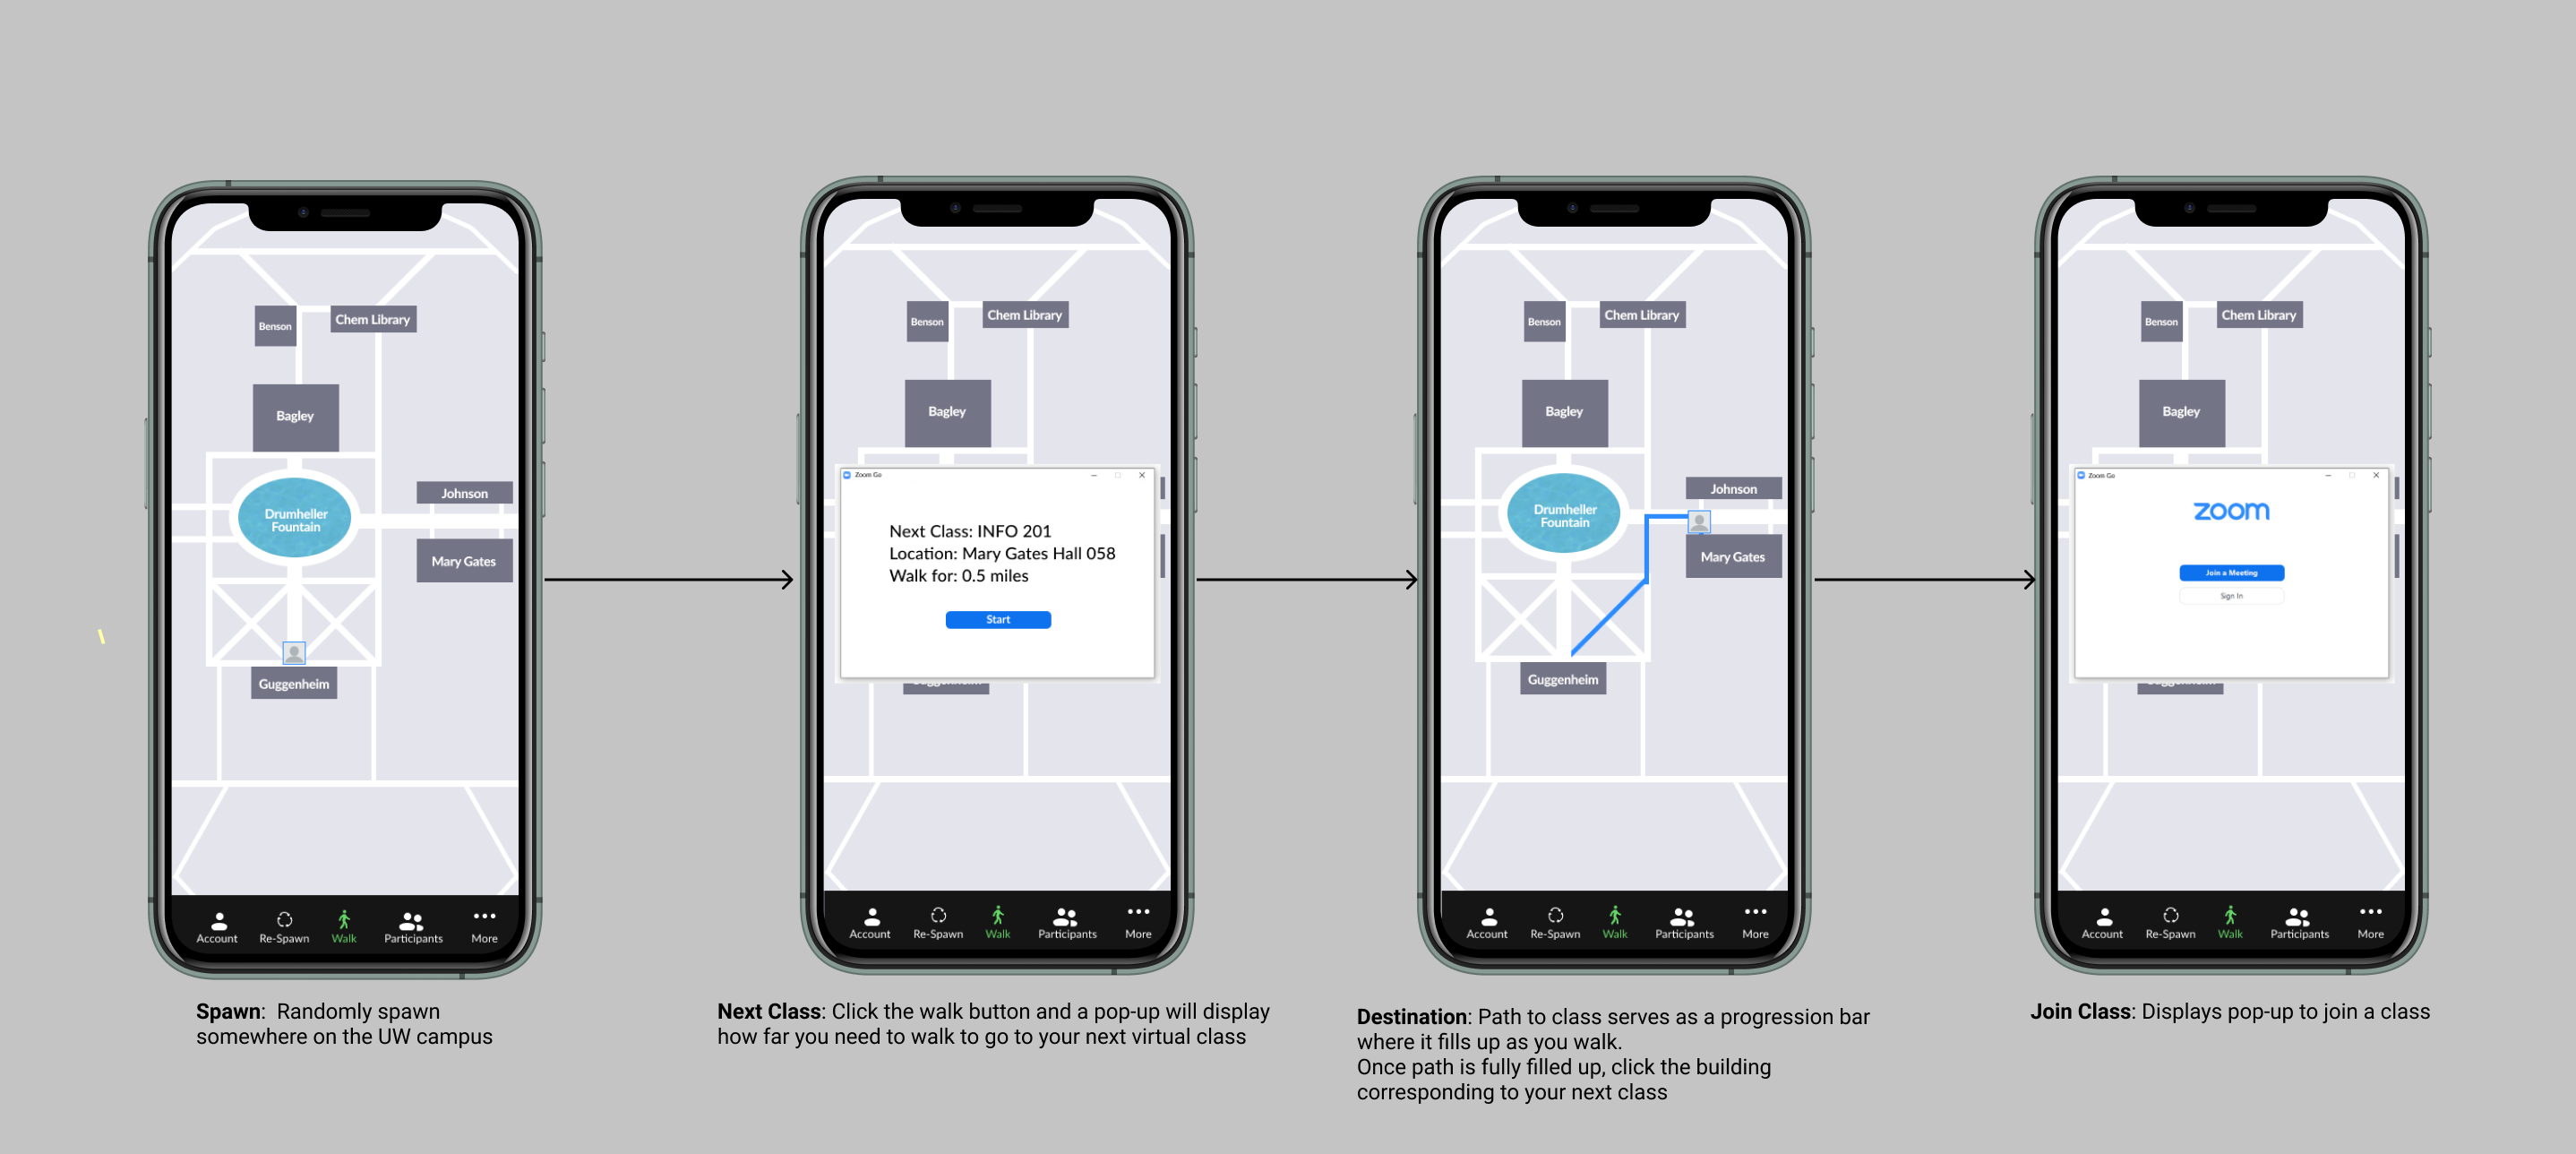 Benson
Chem Library
Bagley
Johnson
Drumheller
Fountain
Mary Gates
Guggenheim
Account
Re-Spawn
Walk
Participants
More
Spawn:  Randomly spawn
somewhere on the UW campus
Benson
Chem Library
Bagley
Zoom Go
Next Class: INFO 201
Location: Mary Gates Hall 058
Walk for: 0.5 miles
Start
Account
Re-Spawn
Walk
Participants
More
Next Class: Click the walk button and a pop-up will display
how far you need to walk to go to your next virtual class
Benson
Chem Library
Bagley
Johnson
Drumheller
Fountain
Mary Gates
Guggenheim
Account
Re-Spawn
Walk
Participants
More
Destination: Path to class serves as a progression bar
where it fills up as you walk.
Once path is fully filled up, click the building
corresponding to your next class
Benson
Chem Library
Bagley
Zoom Go
zoom
Join a Meeting
Sign In
Account
Re-Spawn
Walk
Participants
More
Join Class: Displays pop-up to join a class